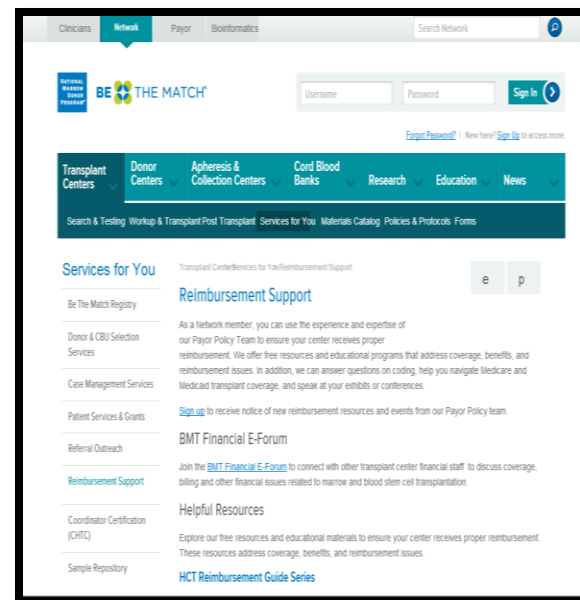 Clinicians Network Payor Bioinformatics Search Network
NATIONAL MARROW DONOR PROGRAM® BE THE MATCH® Username Password Sign In
Forgot Password? | New here? Sign Up to access more.
Transplant Centers Donor Centers Apheresis & Collection Centers Cord Blood Banks Research Education News
Search & Testing Workup & Transplant Post Transplant Services for You Materials Catalog Policies & Protocols Forms
Services for You
Be The Match Registry
Donor & CBU Selection
Services
Case Management Services
Patient Services & Grants
Referral Outreach
Reimbursement Support
Coordinator Certification
(CHTC)
Sample Repository
Transplant CentersServices for YouReimbursement Support
e p
Reimbursement Support
As a Network member, you can use the experience and expertise of
our Payor Policy Team to ensure your center receives proper
reimbursement. We offer free resources and educational programs that address coverage, benefits, and
reimbursement issues. In addition, we can answer questions on coding, help you navigate Medicare and
Medicaid transplant coverage, and speak at your exhibits or conferences.
Sign up to receive notice of new reimbursement resources and events from our Payor Policy team.
BMT Financial E-Forum
Join the BMT Financial E-Forum to connect with other transplant center financial staff to discuss coverage,
billing and other financial issues related to marrow and blood stem cell transplantation.
Helpful Resources
Explore our free resources and educational materials to ensure your center receives proper reimbursement.
These resources address coverage, benefits, and reimbursement issues.
HCT Reimbursement Guide Series